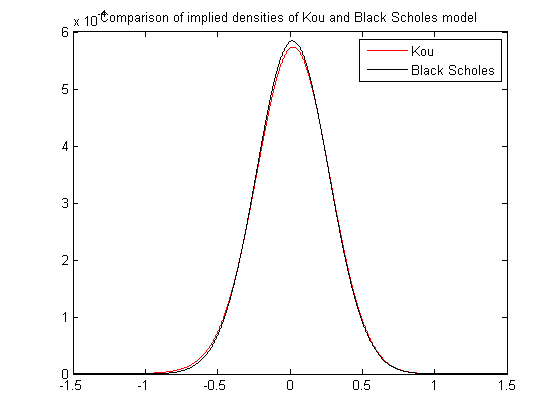 x 10⁻⁴ Comparison of implied densities of Kou and Black Scholes model
6
5
4
3
2
1
0
-1.5 -1 -0.5 0 0.5 1 1.5
Kou
Black Scholes